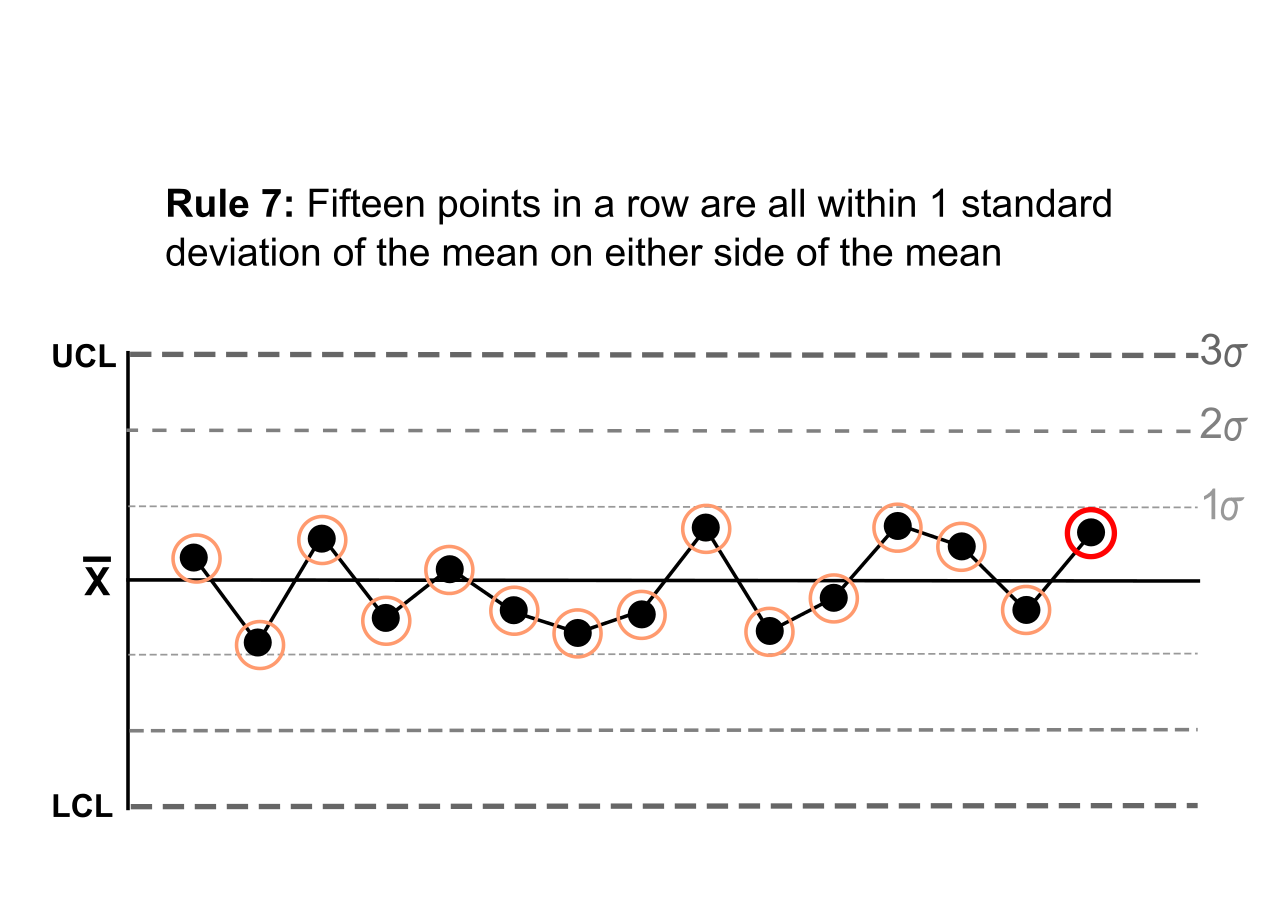 Rule 7: Fifteen points in a row are all within 1 standard
deviation of the mean on either side of the mean
UCL
3σ
2σ
1σ
X̅
LCL